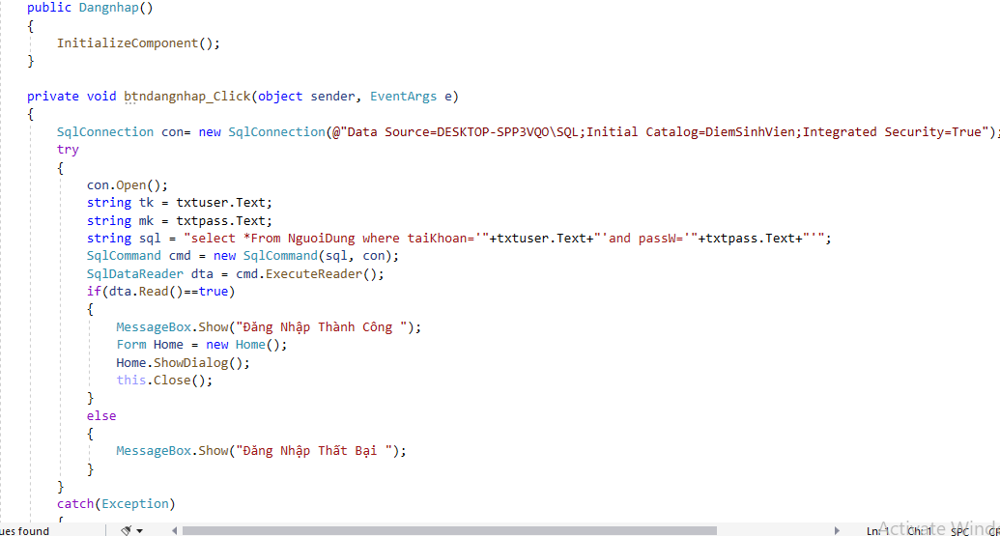 public Dangnhap()
{
InitializeComponent();
}
private void btndangnhap_Click(object sender, EventArgs e)
{
SqlConnection con= new SqlConnection(@"Data Source=DESKTOP-SPP3VQO\SQL;Initial Catalog=DiemSinhVien;Integrated Security=True");
try
{
con.Open();
string tk = txtuser.Text;
string mk = txtpass.Text;
string sql = "select *From NguoiDung where taiKhoan='"+txtuser.Text+"'and passW='"+txtpass.Text+"'";
SqlCommand cmd = new SqlCommand(sql, con);
SqlDataReader dta = cmd.ExecuteReader();
if(dta.Read()==true)
{
MessageBox.Show("Đăng Nhập Thành Công ");
Form Home = new Home();
Home.ShowDialog();
this.Close();
}
else
{
MessageBox.Show("Đăng Nhập Thất Bại ");
}
}
catch(Exception)
{
ues found Ln: 1 Ch: 1 SPC
Activate Wind